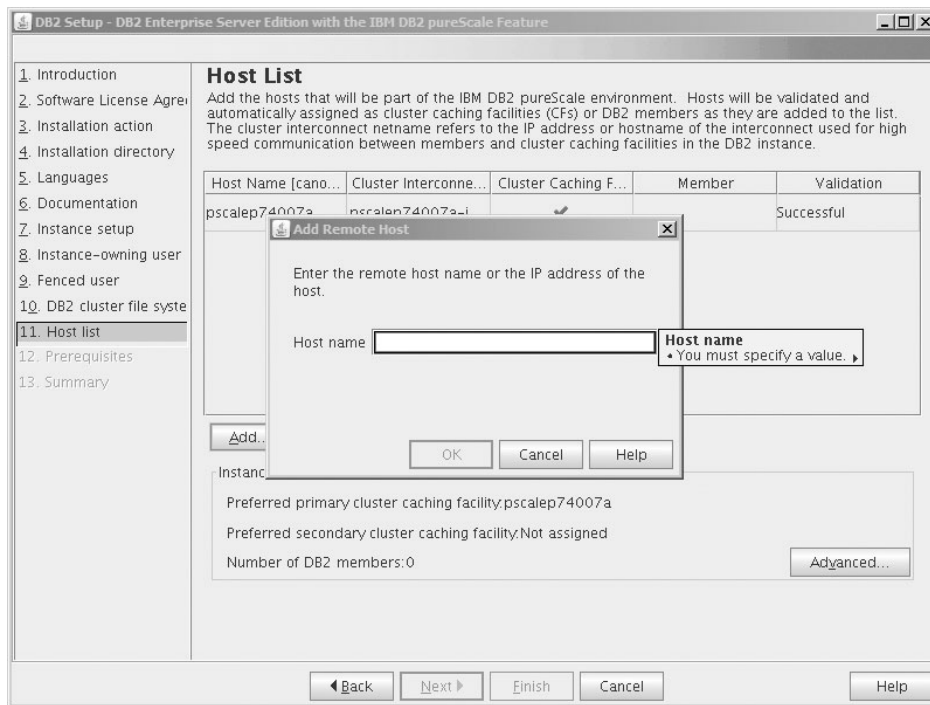 DB2 Setup - DB2 Enterprise Server Edition with the IBM DB2 pureScale Feature
1. Introduction
2. Software License Agre
3. Installation action
4. Installation directory
5. Languages
6. Documentation
7. Instance setup
8. Instance-owning user
9. Fenced user
10. DB2 cluster file syste
11. Host list
12. Prerequisites
13. Summary
Host List
Add the hosts that will be part of the IBM DB2 pureScale environment. Hosts will be validated and
automatically assigned as cluster caching facilities (CFs) or DB2 members as they are added to the list.
The cluster interconnect netname refers to the IP address or hostname of the interconnect used for high
speed communication between members and cluster caching facilities in the DB2 instance.
Host Name [cano... Cluster Interconne... Cluster Caching F... Member Validation
pscalep74007a pscalep74007a-i Successful
Add Remote Host
Enter the remote host name or the IP address of the
host.
Host name
Host name
• You must specify a value.
OK Cancel Help
Add..
Instanc
Preferred primary cluster caching facility:pscalep74007a
Preferred secondary cluster caching facility:Not assigned
Number of DB2 members:0
Advanced...
Back Next Finish Cancel Help